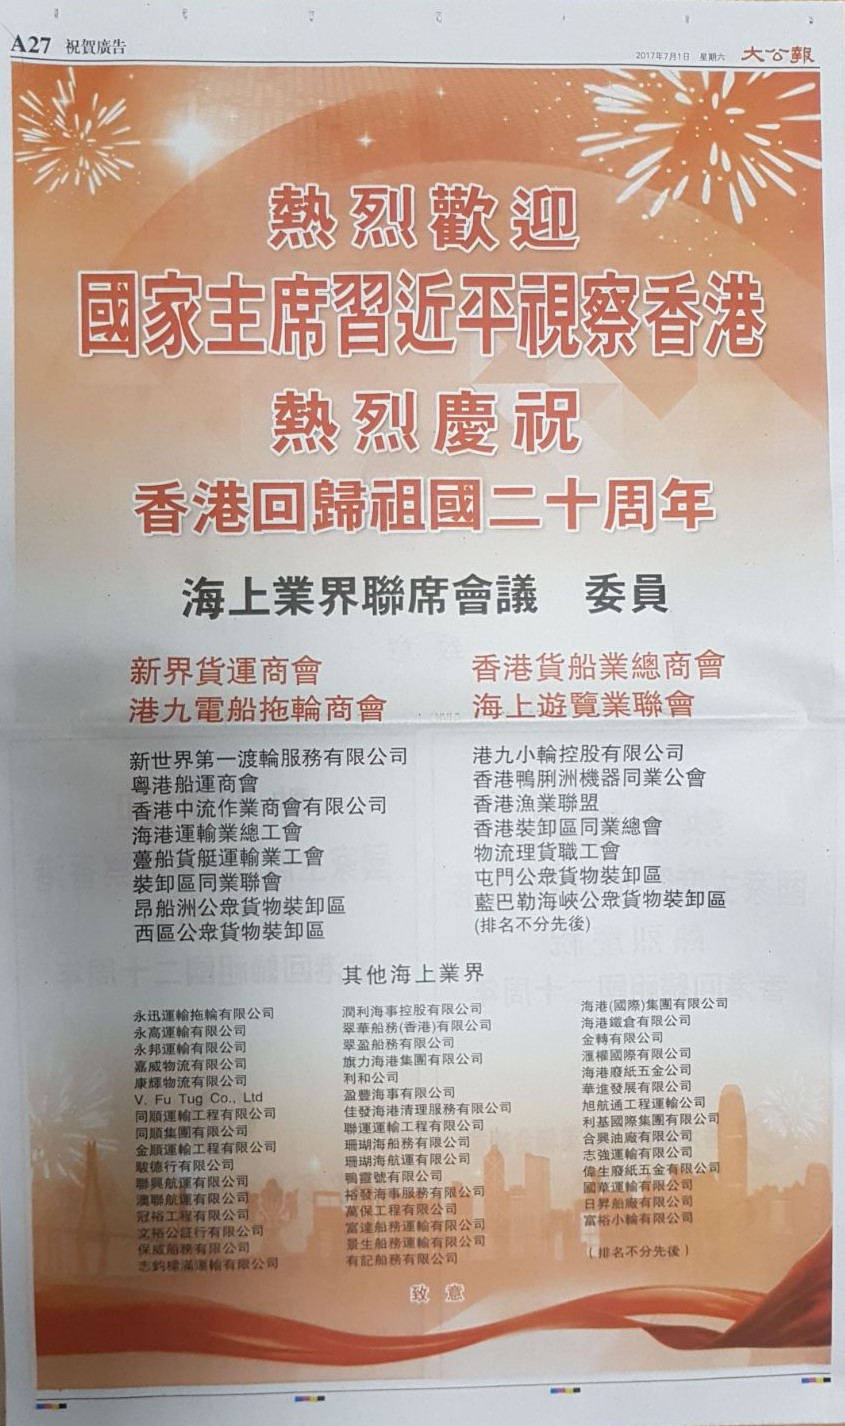 A27 祝賀廣告
2017年7月1日 星期六 大公報
熱烈歡迎
國家主席習近平視察香港
熱烈慶祝
香港回歸祖國二十周年
海上業界聯席會議 委員
新界貨運商會
港九電船拖輪商會
香港貨船業總商會
海上遊覽業聯會
新世界第一渡輪服務有限公司
粵港船運商會
香港中流作業商會有限公司
海港運輸業總工會
躉船貨艇運輸業工會
裝卸區同業聯會
昂船洲公眾貨物裝卸區
西區公眾貨物裝卸區
港九小輪控股有限公司
香港鴨脷洲機器同業公會
香港漁業聯盟
香港裝卸區同業總會
物流理貨職工會
屯門公眾貨物裝卸區
藍巴勒海峽公眾貨物裝卸區
(排名不分先後)
其他海上業界
永迅運輸拖輪有限公司
永高運輸有限公司
永邦運輸有限公司
嘉威物流有限公司
康輝物流有限公司
V. Fu Tug Co., Ltd
同順運輸工程有限公司
同順集團有限公司
金順運輸工程有限公司
駿德行有限公司
聯興航運有限公司
澳聯航運有限公司
冠裕工程有限公司
文裕公証行有限公司
保威船務有限公司
志鈞樑滿運輸有限公司
潤利海事控股有限公司
翠華船務(香港)有限公司
翠盈船務有限公司
旗力海港集團有限公司
利和公司
盈豐海事有限公司
佳發海港清理服務有限公司
聯運運輸工程有限公司
珊瑚海船務有限公司
珊瑚海航運有限公司
鴨靈號有限公司
裕發海事服務有限公司
萬保工程有限公司
富達船務運輸有限公司
景生船務運輸有限公司
有記船務有限公司
海港(國際)集團有限公司
海港鐵倉有限公司
金轉有限公司
滙權國際有限公司
海港廢紙五金公司
華進發展有限公司
旭航通工程運輸公司
利基國際集團有限公司
合興油廠有限公司
志強運輸有限公司
偉生廢紙五金有限公司
國華運輸有限公司
日昇船廠有限公司
富裕小輪有限公司
(排名不分先後)
致意